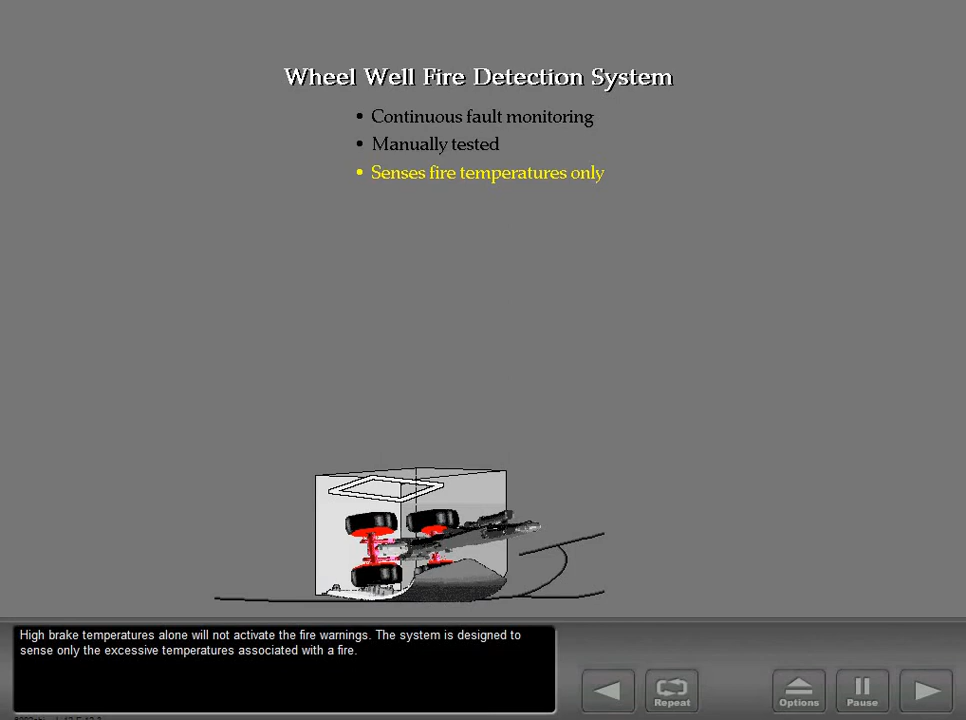 Wheel Well Fire Detection System
• Continuous fault monitoring
• Manually tested
• Senses fire temperatures only
High brake temperatures alone will not activate the fire warnings. The system is designed to
sense only the excessive temperatures associated with a fire.
Repeat
Options
Pause